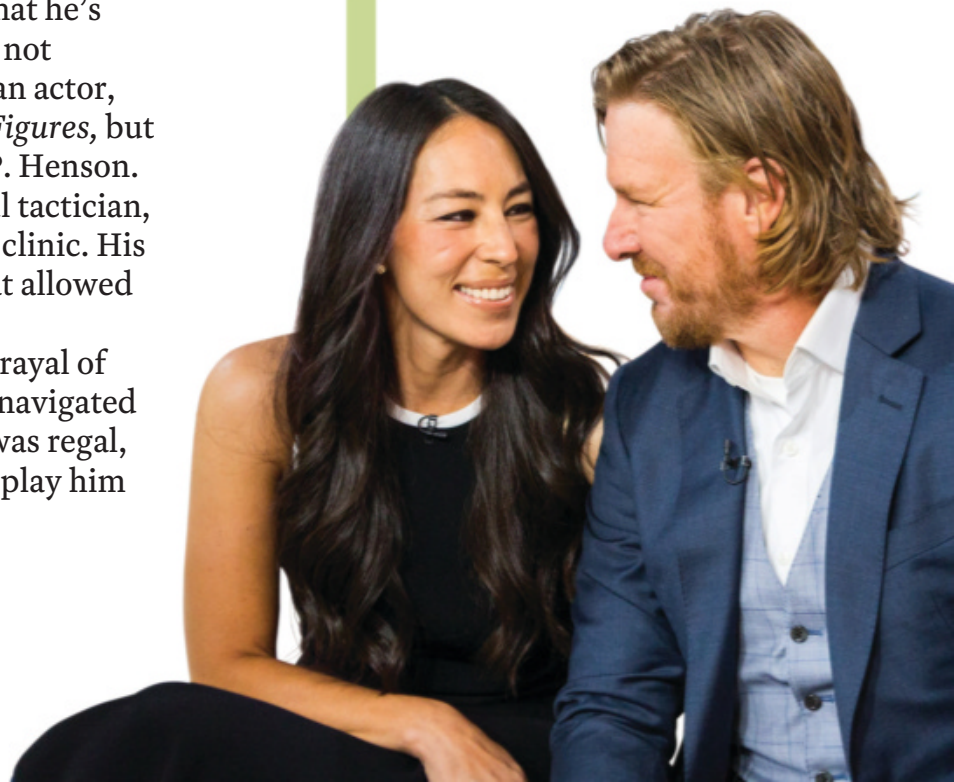 hat he's
not
an actor,
Figures, but
P. Henson.
l tactician,
clinic. His
t allowed
rayal of
navigated
was regal,
play him